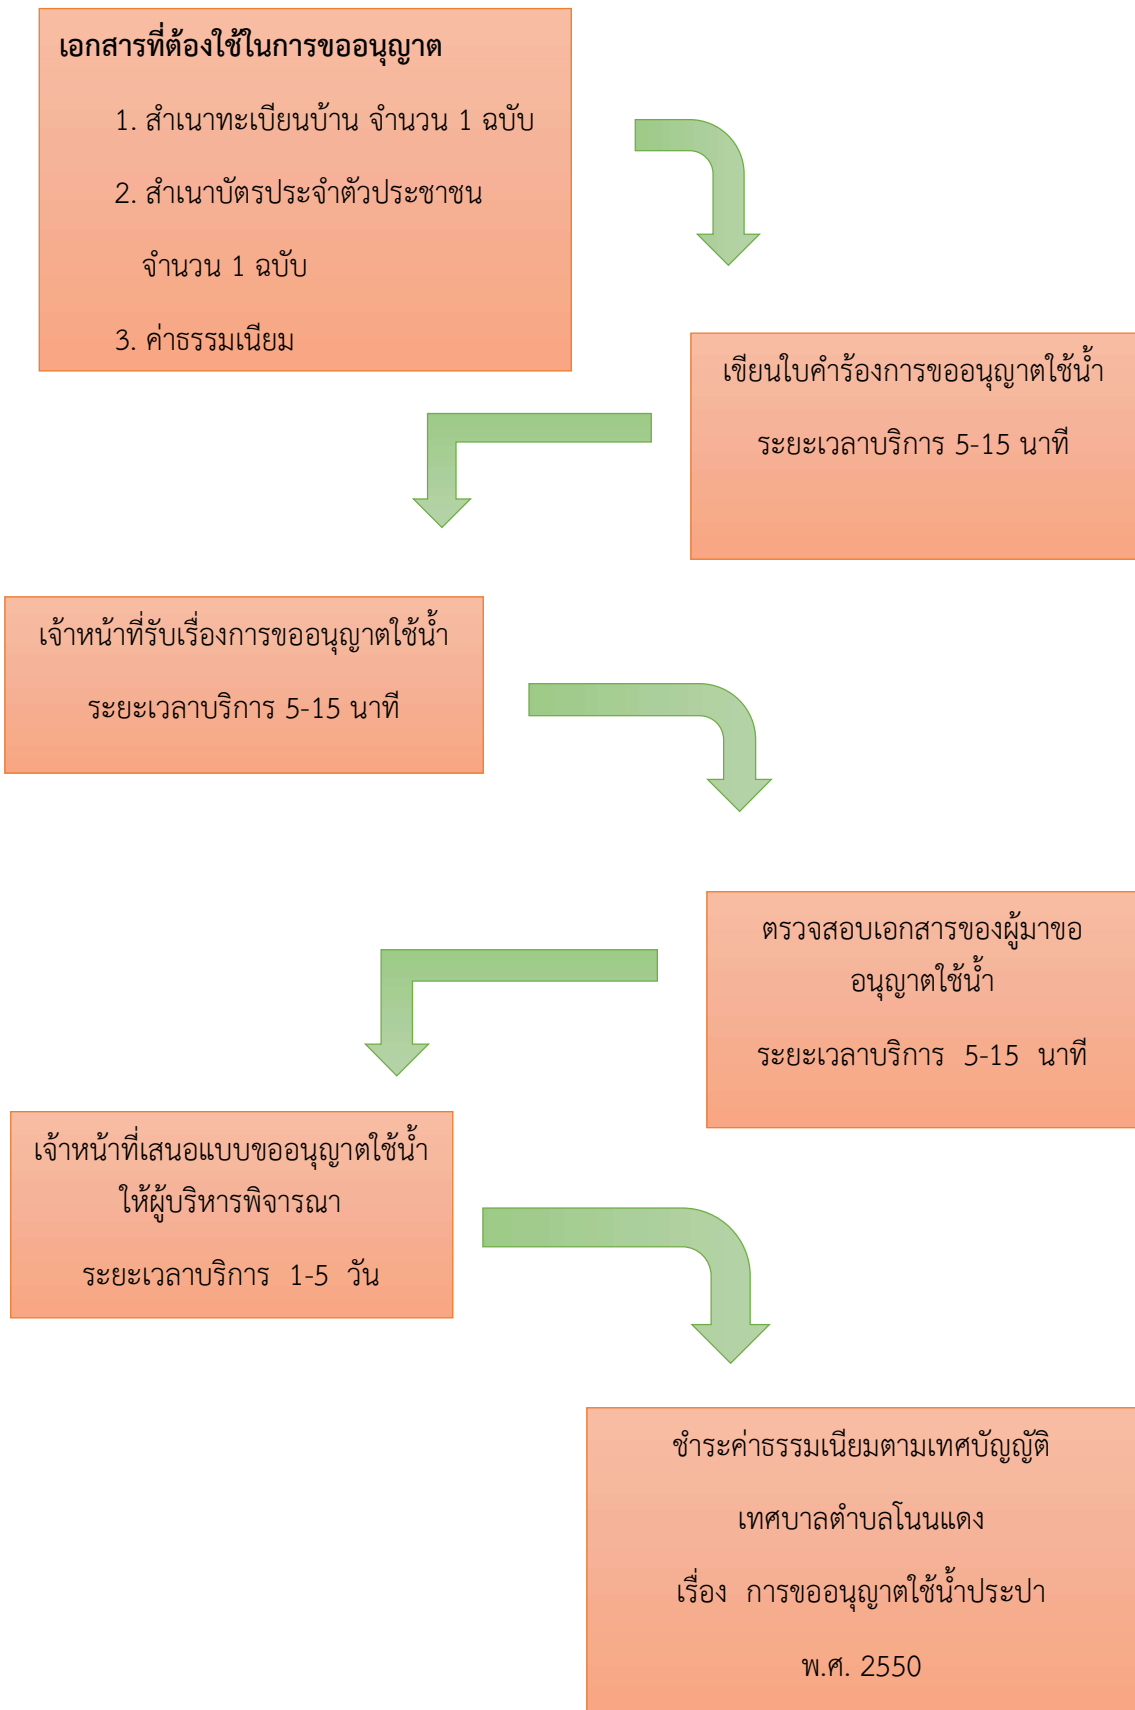 เอกสารที่ต้องใช้ในการขออนุญาต
1. สำเนาทะเบียนบ้าน จำนวน 1 ฉบับ
2. สำเนาบัตรประจำตัวประชาชน
จำนวน 1 ฉบับ
3. ค่าธรรมเนียม
เขียนใบคำร้องการขออนุญาตใช้น้ำ
ระยะเวลาบริการ 5-15 นาที
เจ้าหน้าที่รับเรื่องการขออนุญาตใช้น้ำ
ระยะเวลาบริการ 5-15 นาที
ตรวจสอบเอกสารของผู้มาขอ
อนุญาตใช้น้ำ
ระยะเวลาบริการ 5-15 นาที
เจ้าหน้าที่เสนอแบบขออนุญาตใช้น้ำ
ให้ผู้บริหารพิจารณา
ระยะเวลาบริการ 1-5 วัน
ชำระค่าธรรมเนียมตามเทศบัญญัติ
เทศบาลตำบลโนนแดง
เรื่อง การขออนุญาตใช้น้ำประปา
พ.ศ. 2550